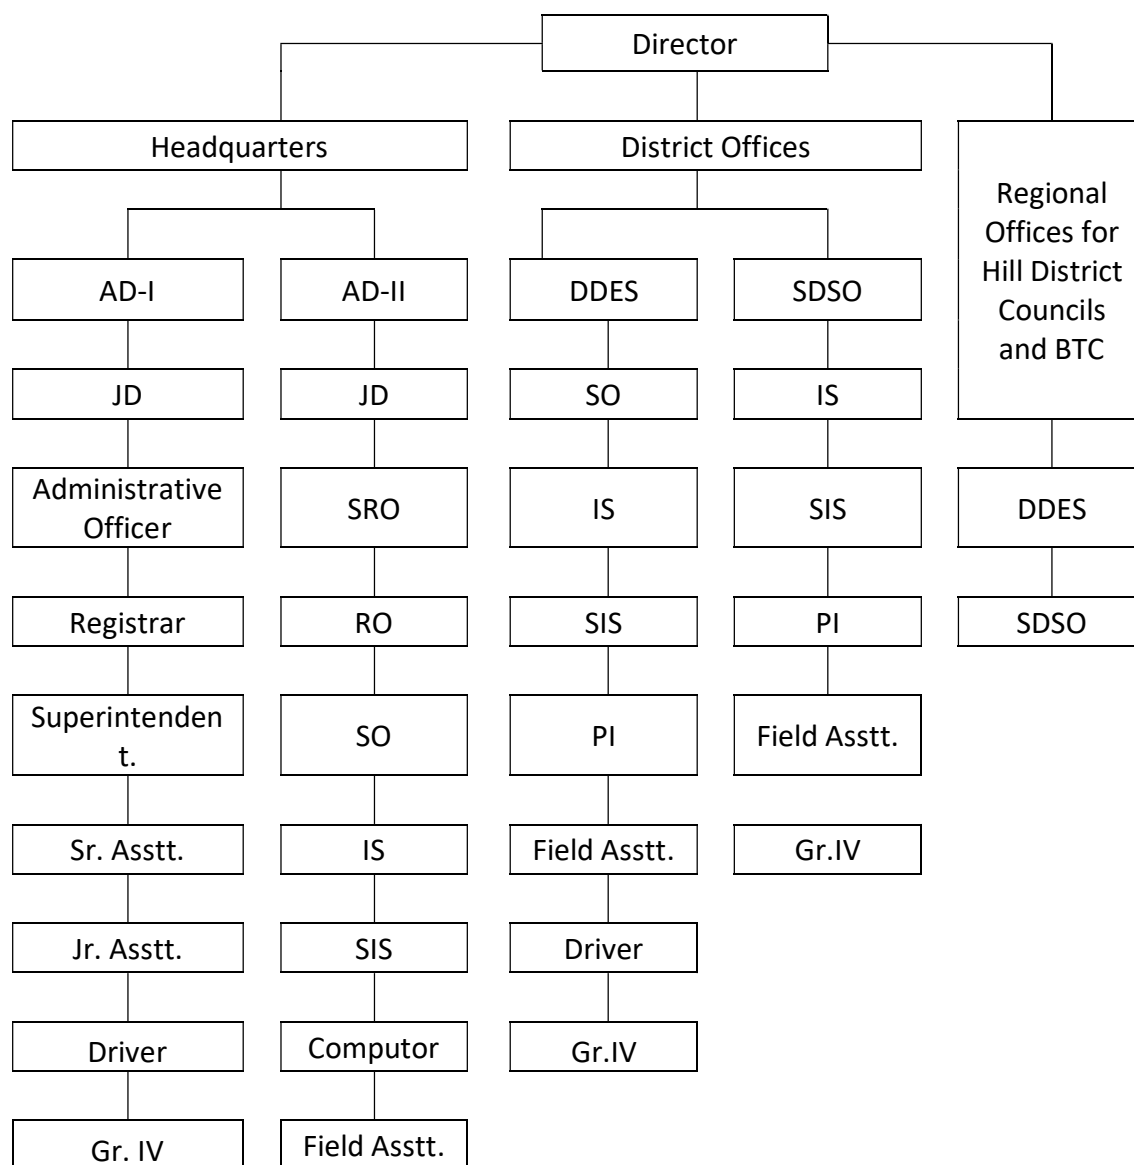 Director
Headquarters
District Offices
Regional
Offices for
Hill District
Councils
and BTC
AD-I
AD-II
DDES
SDSO
JD
JD
SO
IS
Administrative
Officer
SRO
IS
SIS
DDES
Registrar
RO
SIS
PI
SDSO
Superintenden
t.
SO
PI
Field Asstt.
Sr. Asstt.
IS
Field Asstt.
Gr.IV
Jr. Asstt.
SIS
Driver
Driver
Computor
Gr.IV
Gr. IV
Field Asstt.